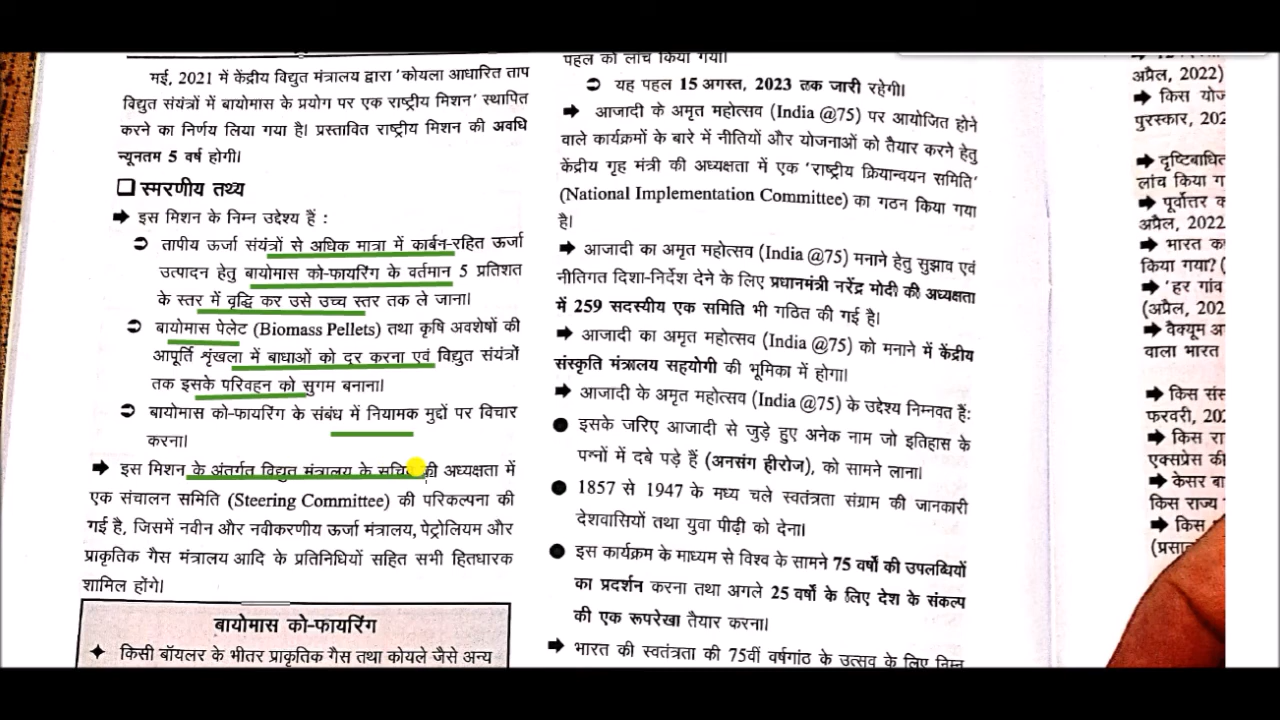 मई, 2021 में केंद्रीय विद्युत मंत्रालय द्वारा 'कोयला आधारित ताप
विद्युत संयंत्रों में बायोमास के प्रयोग पर एक राष्ट्रीय मिशन' स्थापित
करने का निर्णय लिया गया है। प्रस्तावित राष्ट्रीय मिशन की अवधि
न्यूनतम 5 वर्ष होगी।
❑ स्मरणीय तथ्य
➡ इस मिशन के निम्न उद्देश्य हैं :
➲ तापीय ऊर्जा संयंत्रों से अधिक मात्रा में कार्बन-रहित ऊर्जा
उत्पादन हेतु बायोमास को-फायरिंग के वर्तमान 5 प्रतिशत
के स्तर में वृद्धि कर उसे उच्च स्तर तक ले जाना।
➲ बायोमास पेलेट (Biomass Pellets) तथा कृषि अवशेषों की
आपूर्ति शृंखला में बाधाओं को दूर करना एवं विद्युत संयंत्रों
तक इसके परिवहन को सुगम बनाना।
➲ बायोमास को-फायरिंग के संबंध में नियामक मुद्दों पर विचार
करना।
➡ इस मिशन के अंतर्गत विद्युत मंत्रालय के सचिव की अध्यक्षता में
एक संचालन समिति (Steering Committee) की परिकल्पना की
गई है, जिसमें नवीन और नवीकरणीय ऊर्जा मंत्रालय, पेट्रोलियम और
प्राकृतिक गैस मंत्रालय आदि के प्रतिनिधियों सहित सभी हितधारक
शामिल होंगे।
बायोमास को-फायरिंग
✦ किसी बॉयलर के भीतर प्राकृतिक गैस तथा कोयले जैसे अन्य
पहल को लांच किया गया।
➲ यह पहल 15 अगस्त, 2023 तक जारी रहेगी।
➡ आजादी के अमृत महोत्सव (India @75) पर आयोजित होने
वाले कार्यक्रमों के बारे में नीतियों और योजनाओं को तैयार करने हेतु
केंद्रीय गृह मंत्री की अध्यक्षता में एक 'राष्ट्रीय क्रियान्वयन समिति'
(National Implementation Committee) का गठन किया गया
है।
➡ आजादी का अमृत महोत्सव (India @75) मनाने हेतु सुझाव एवं
नीतिगत दिशा-निर्देश देने के लिए प्रधानमंत्री नरेंद्र मोदी की अध्यक्षता
में 259 सदस्यीय एक समिति भी गठित की गई है।
➡ आजादी का अमृत महोत्सव (India @75) को मनाने में केंद्रीय
संस्कृति मंत्रालय सहयोगी की भूमिका में होगा।
➡ आजादी के अमृत महोत्सव (India @75) के उद्देश्य निम्नवत हैं:
● इसके जरिए आजादी से जुड़े हुए अनेक नाम जो इतिहास के
पन्नों में दबे पड़े हैं (अनसंग हीरोज), को सामने लाना।
● 1857 से 1947 के मध्य चले स्वतंत्रता संग्राम की जानकारी
देशवासियों तथा युवा पीढ़ी को देना।
● इस कार्यक्रम के माध्यम से विश्व के सामने 75 वर्षों की उपलब्धियों
का प्रदर्शन करना तथा अगले 25 वर्षों के लिए देश के संकल्प
की एक रूपरेखा तैयार करना।
➡ भारत की स्वतंत्रता की 75वीं वर्षगांठ के उत्सव के लिए निम्न
अप्रैल, 2022)
➡ किस योज
पुरस्कार, 202
➡ दृष्टिबाधित
लांच किया ग
➡ पूर्वोत्तर क
अप्रैल, 2022
➡ भारत क
किया गया? (
➡ 'हर गांव
(अप्रैल, 202
➡ वैक्यूम अ
वाला भारत
➡ किस संस
फरवरी, 202
➡ किस रा
एक्सप्रेस की
➡ केसर बा
किस राज्य
➡ किस